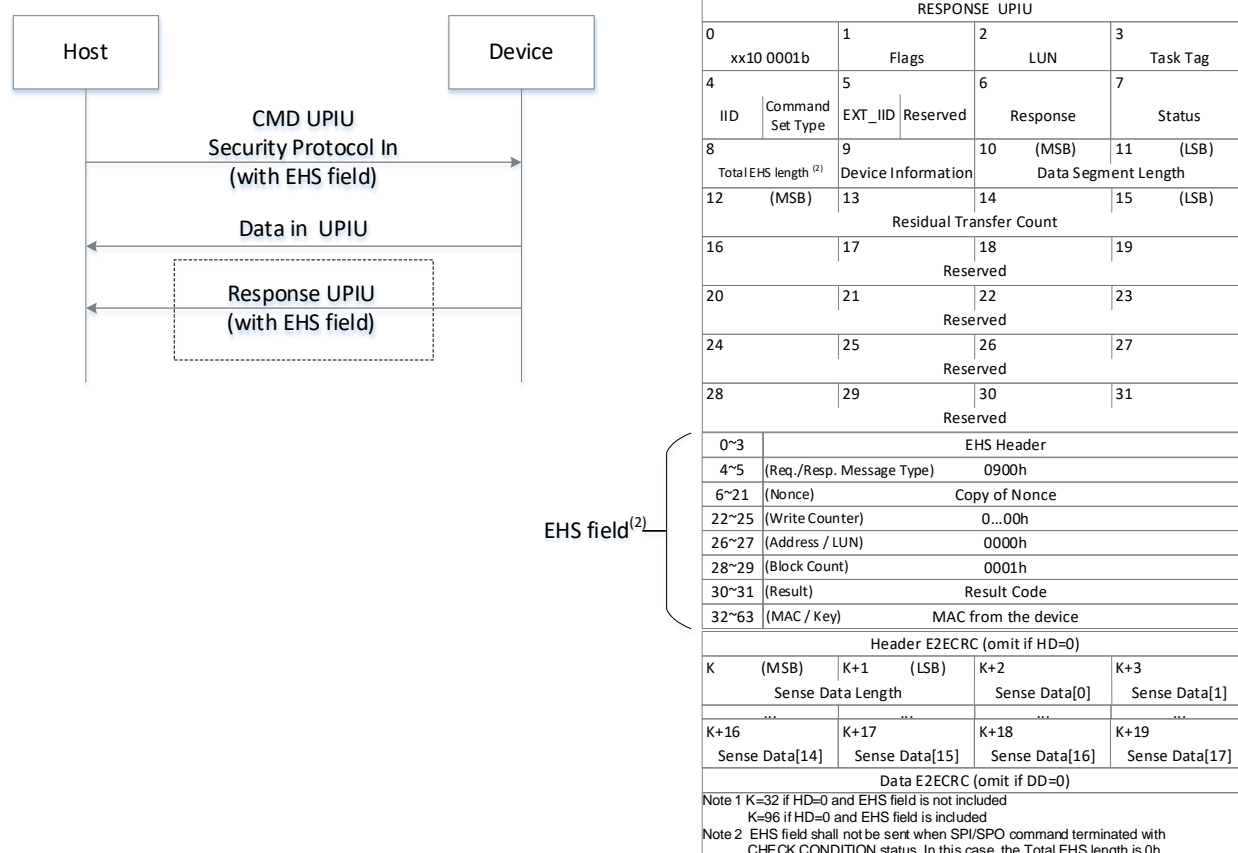 Host
Device
CMD UPIU
Security Protocol In
(with EHS field)
Data in UPIU
Response UPIU
(with EHS field)
RESPONSE UPIU
0 1 2 3
xx10 0001b Flags LUN Task Tag
4 5 6 7
IID Command Set Type EXT_IID Reserved Response Status
8 9 10 (MSB) 11 (LSB)
Total EHS length (2) Device Information Data Segment Length
12 (MSB) 13 14 15 (LSB)
Residual Transfer Count
16 17 18 19
Reserved
20 21 22 23
Reserved
24 25 26 27
Reserved
28 29 30 31
Reserved
EHS field(2)
0~3 EHS Header
4~5 (Req./Resp. Message Type) 0900h
6~21 (Nonce) Copy of Nonce
22~25 (Write Counter) 0...00h
26~27 (Address / LUN) 0000h
28~29 (Block Count) 0001h
30~31 (Result) Result Code
32~63 (MAC / Key) MAC from the device
Header E2ECRC (omit if HD=0)
K (MSB) K+1 (LSB) K+2 K+3
Sense Data Length Sense Data[0] Sense Data[1]
... ... ... ...
K+16 K+17 K+18 K+19
Sense Data[14] Sense Data[15] Sense Data[16] Sense Data[17]
Data E2ECRC (omit if DD=0)
Note 1 K=32 if HD=0 and EHS field is not included
K=96 if HD=0 and EHS field is included
Note 2 EHS field shall not be sent when SPI/SPO command terminated with
CHECK CONDITION status. In this case, the Total EHS length is 0h